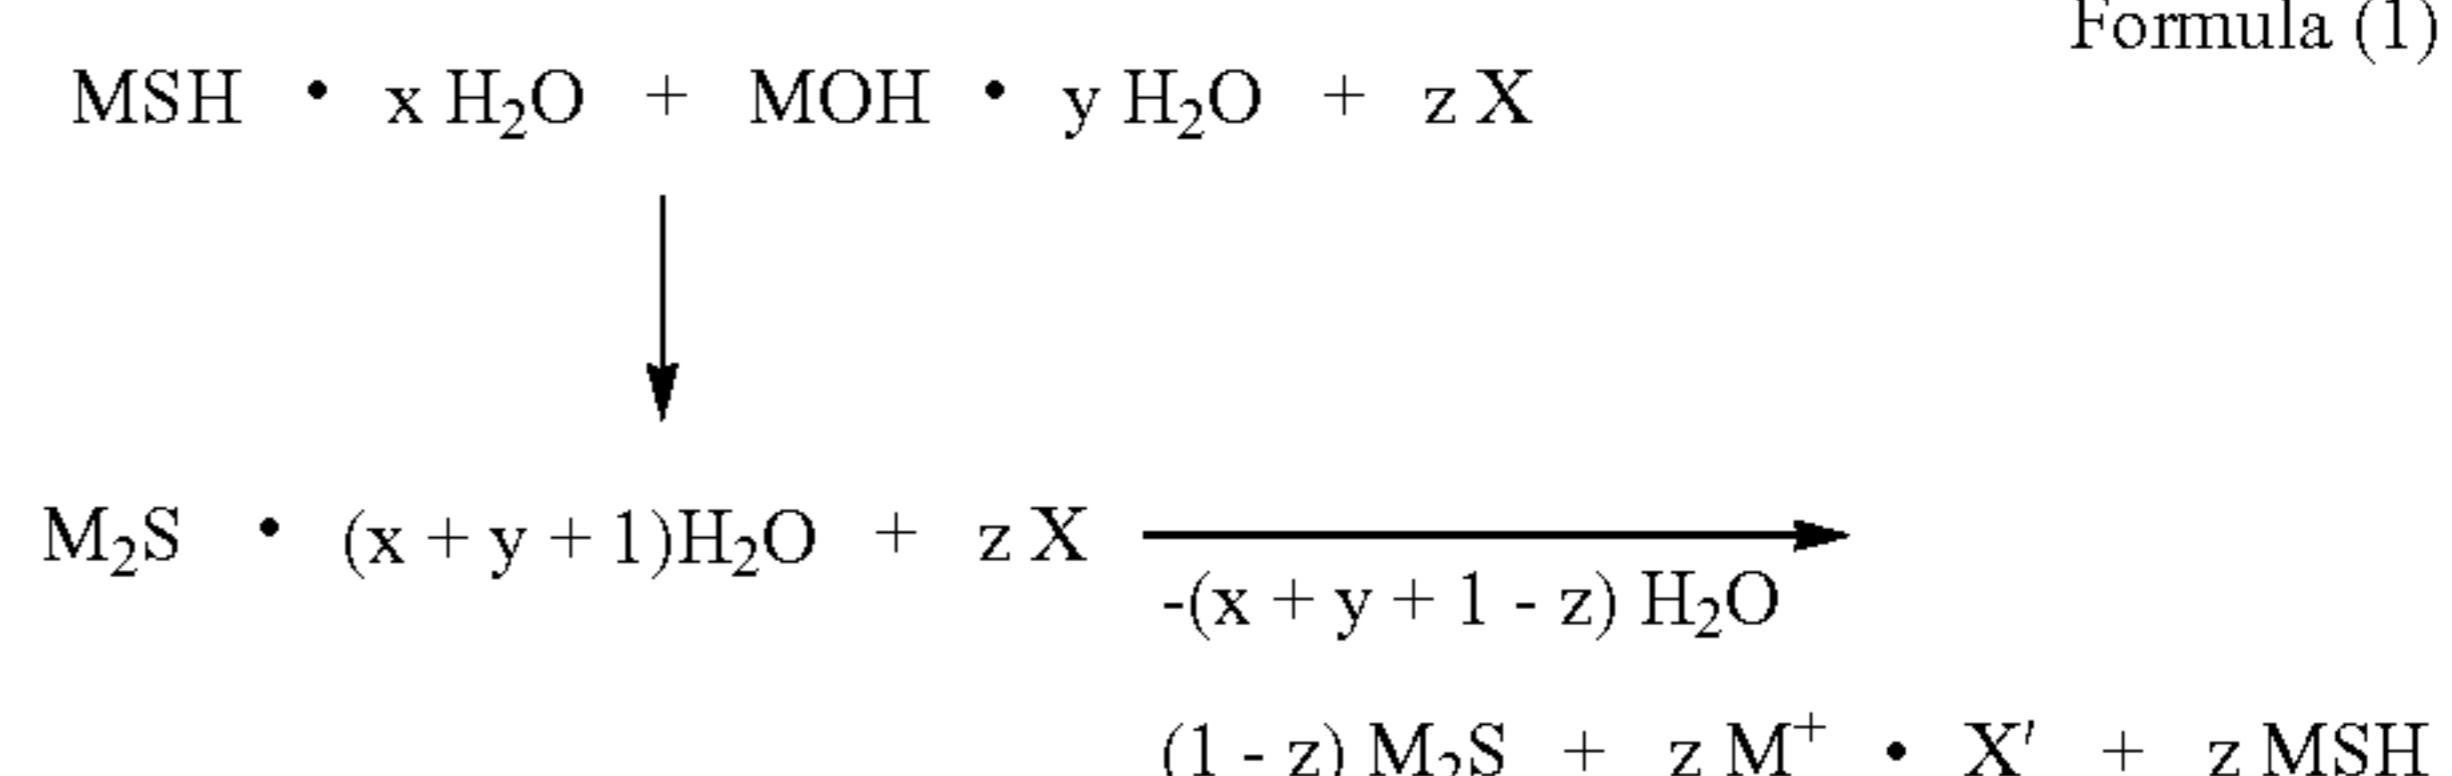 Formula (1)
MSH • x H₂O + MOH • y H₂O + z X
M₂S • (x + y + 1)H₂O + z X
-(x + y + 1 - z) H₂O
(1 - z) M₂S + z M⁺ • X' + z MSH